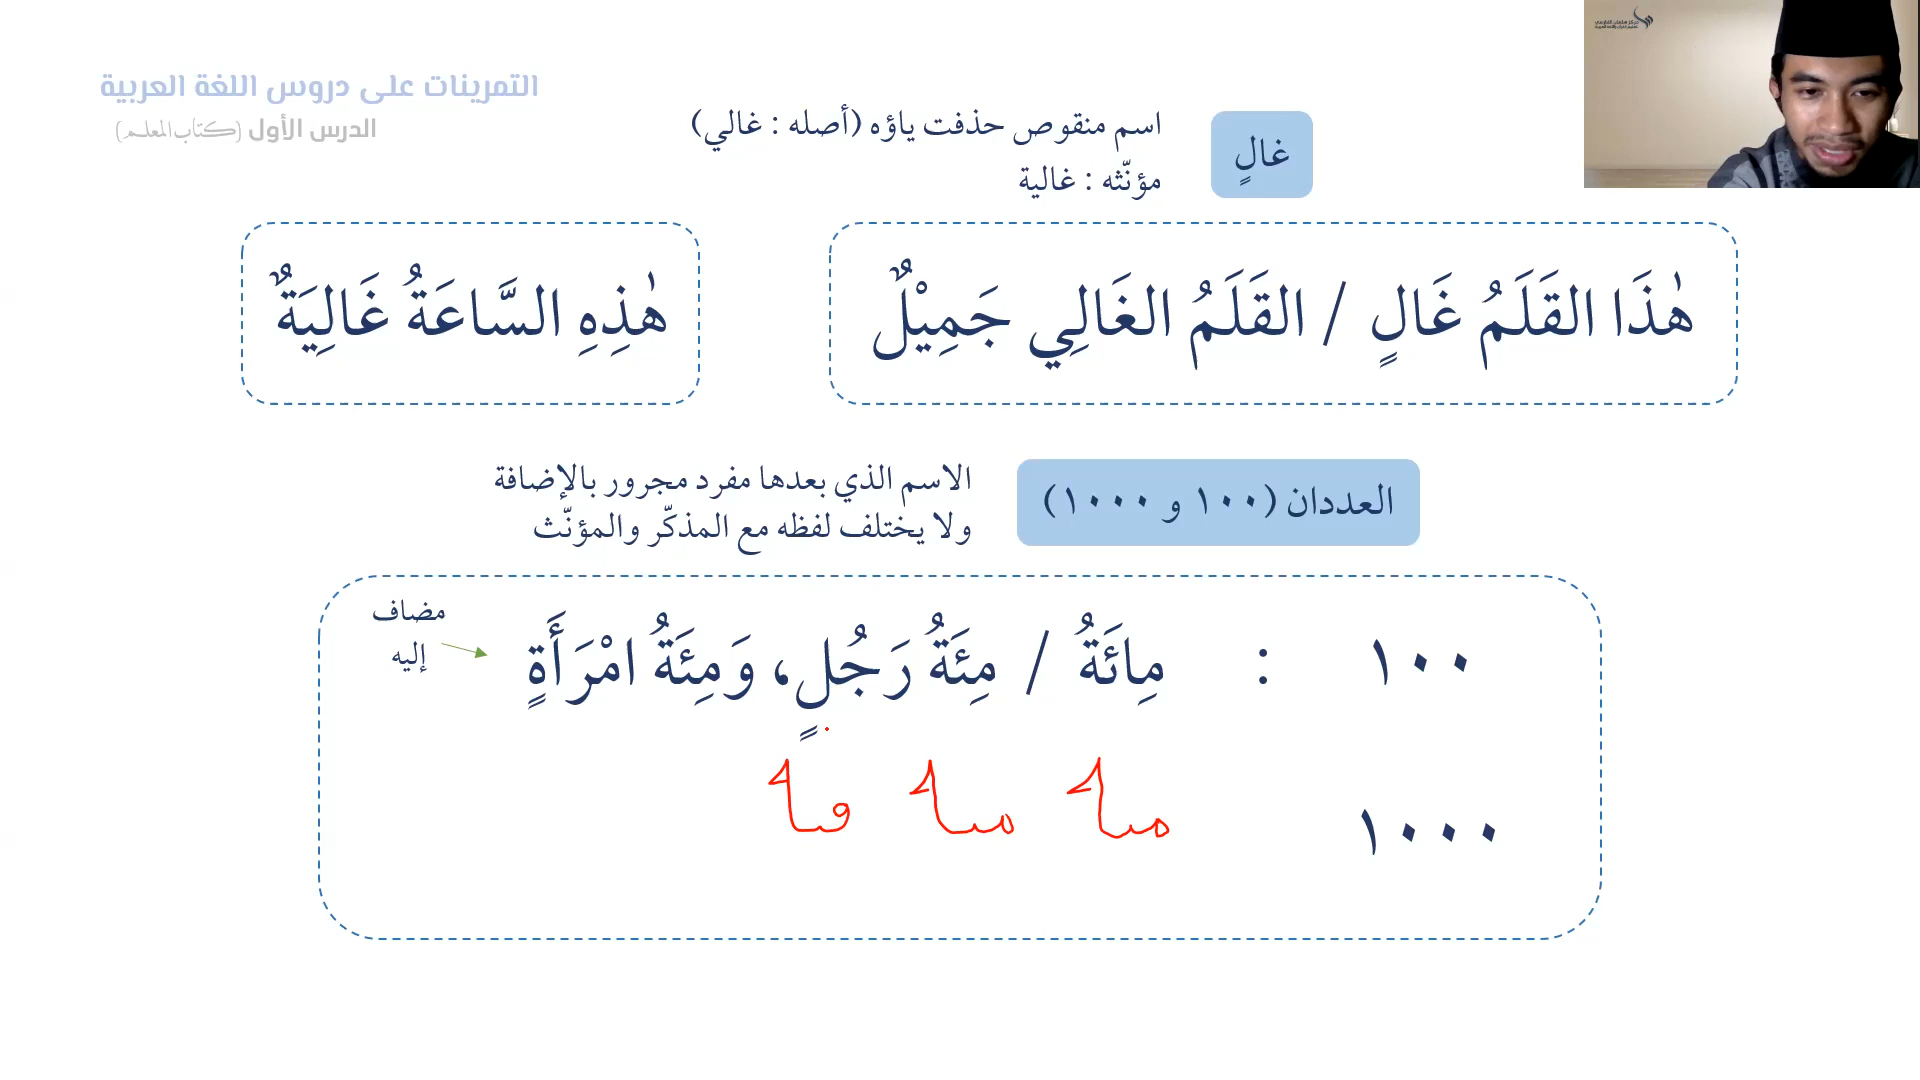 التمرينات على دروس اللغة العربية
الدرس الأول (كتاب المعلم)
غالٍ
اسم منقوص حذفت ياؤه (أصله : غالي)
مؤنّثه : غالية
هٰذَا القَلَمُ غَالٍ / القَلَمُ الغَالِي جَمِيْلٌ
هٰذِهِ السَّاعَةُ غَالِيَةٌ
العددان (١٠٠ و ١٠٠٠)
الاسم الذي بعدها مفرد مجرور بالإضافة
ولا يختلف لفظه مع المذكّر والمؤنّث
١٠٠ : مِائَةُ / مِئَةُ رَجُلٍ، وَمِئَةُ امْرَأَةٍ
مضاف
إليه
١٠٠٠